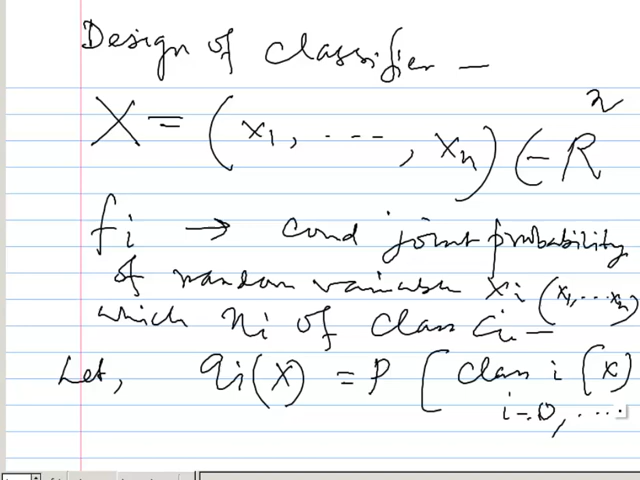 Design of classifier —
X = (x1, ---, xn) ∈ R^n
fi → cond joint probability
of random variable xi (x1, ... xn)
which xi of class ci —
Let, qi(X) = P [class i (X)
i=0, ....